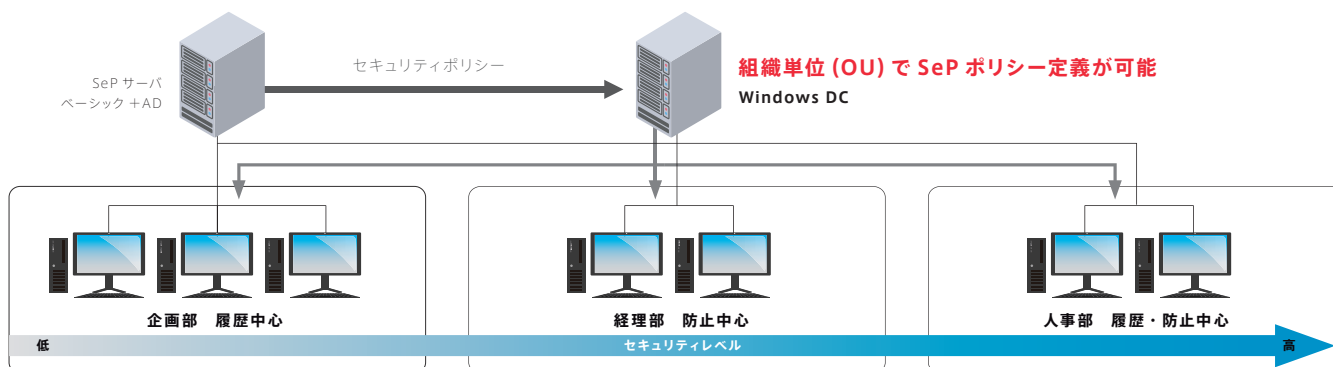 SeP サーバ
ベーシック +AD
セキュリティポリシー
組織単位 (OU) で SeP ポリシー定義が可能
Windows DC
企画部 履歴中心
経理部 防止中心
人事部 履歴・防止中心
低
セキュリティレベル
高